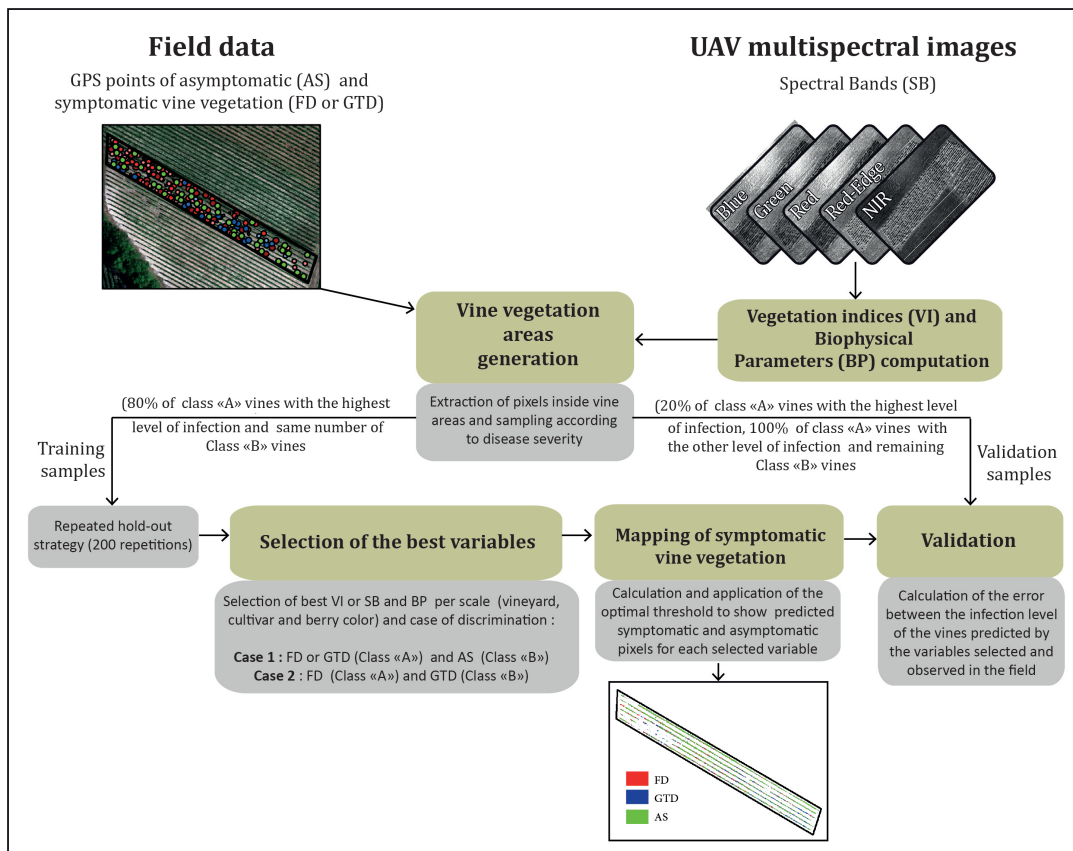 Field data
GPS points of asymptomatic (AS) and
symptomatic vine vegetation (FD or GTD)
UAV multispectral images
Spectral Bands (SB)
Blue
Green
Red
Red-Edge
NIR
Vine vegetation
areas
generation
Vegetation indices (VI) and
Biophysical
Parameters (BP) computation
Extraction of pixels inside vine
areas and sampling according
to disease severity
(80% of class «A» vines with the highest
level of infection and same number of
Class «B» vines
(20% of class «A» vines with the highest level
of infection, 100% of class «A» vines with
the other level of infection and remaining
Class «B» vines
Training
samples
Validation
samples
Repeated hold-out
strategy (200 repetitions)
Selection of the best variables
Mapping of symptomatic
vine vegetation
Validation
Selection of best VI or SB and BP per scale (vineyard,
cultivar and berry color) and case of discrimination :
Case 1 : FD or GTD (Class «A») and AS (Class «B»)
Case 2 : FD (Class «A») and GTD (Class «B»)
Calculation and application of the
optimal threshold to show predicted
symptomatic and asymptomatic
pixels for each selected variable
Calculation of the error
between the infection level
of the vines predicted by
the variables selected and
observed in the field
FD
GTD
AS